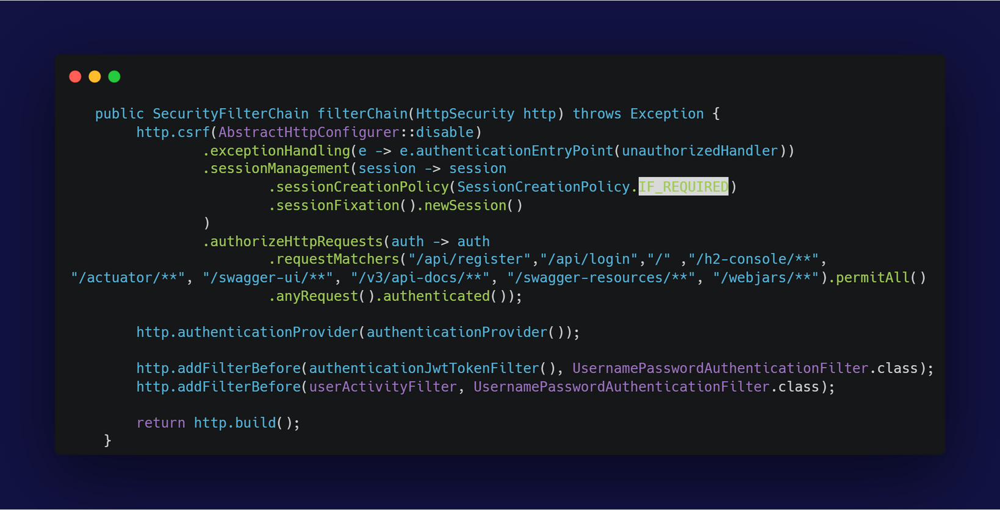 public SecurityFilterChain filterChain(HttpSecurity http) throws Exception {
http.csrf(AbstractHttpConfigurer::disable)
.exceptionHandling(e -> e.authenticationEntryPoint(unauthorizedHandler))
.sessionManagement(session -> session
.sessionCreationPolicy(SessionCreationPolicy.IF_REQUIRED)
.sessionFixation().newSession()
)
.authorizeHttpRequests(auth -> auth
.requestMatchers("/api/register","/api/login","/" ,"/h2-console/**",
"/actuator/**", "/swagger-ui/**", "/v3/api-docs/**", "/swagger-resources/**", "/webjars/**").permitAll()
.anyRequest().authenticated());
http.authenticationProvider(authenticationProvider());
http.addFilterBefore(authenticationJwtTokenFilter(), UsernamePasswordAuthenticationFilter.class);
http.addFilterBefore(userActivityFilter, UsernamePasswordAuthenticationFilter.class);
return http.build();
}